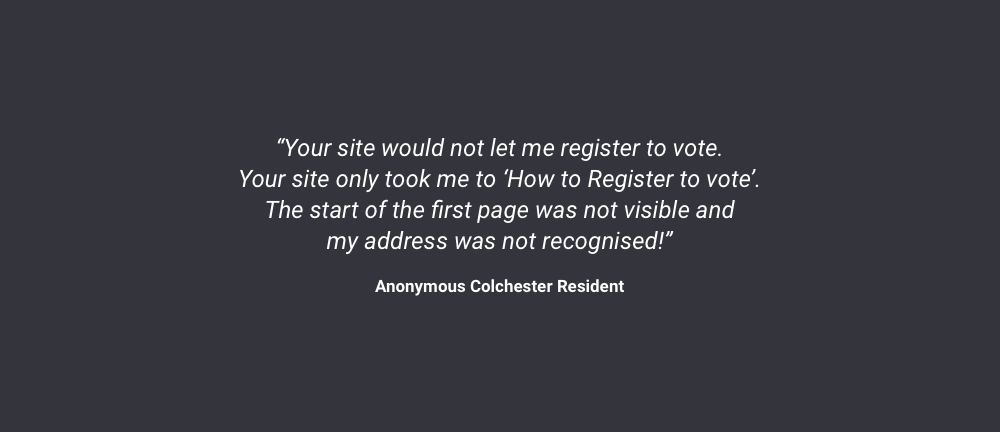 “Your site would not let me register to vote.
Your site only took me to ‘How to Register to vote’.
The start of the first page was not visible and
my address was not recognised!”
Anonymous Colchester Resident